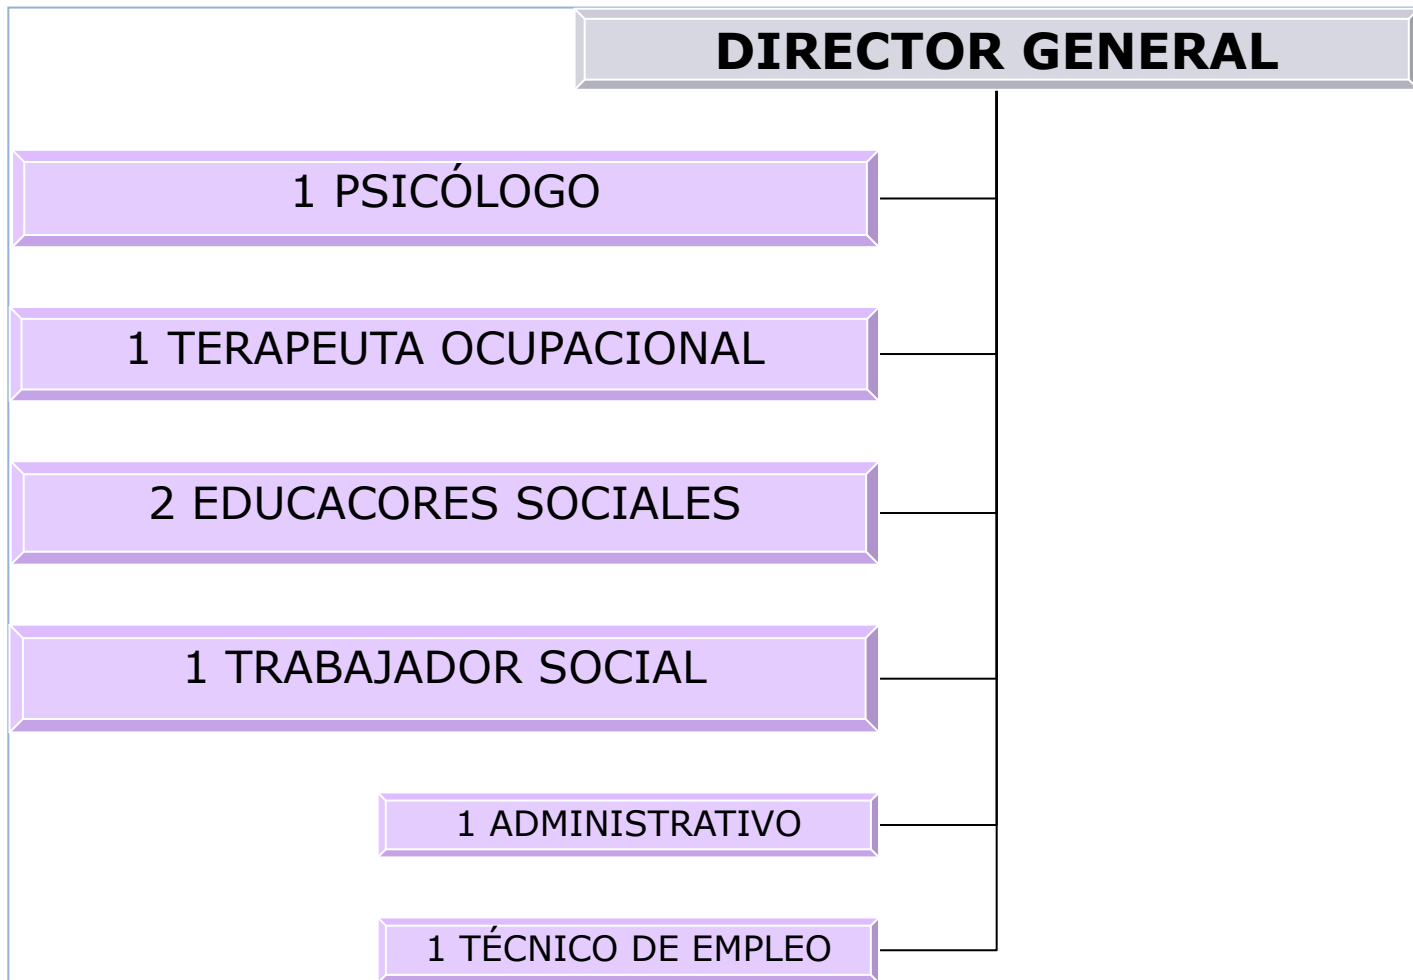 DIRECTOR GENERAL
1 PSICÓLOGO
1 TERAPEUTA OCUPACIONAL
2 EDUCACORES SOCIALES
1 TRABAJADOR SOCIAL
1 ADMINISTRATIVO
1 TÉCNICO DE EMPLEO